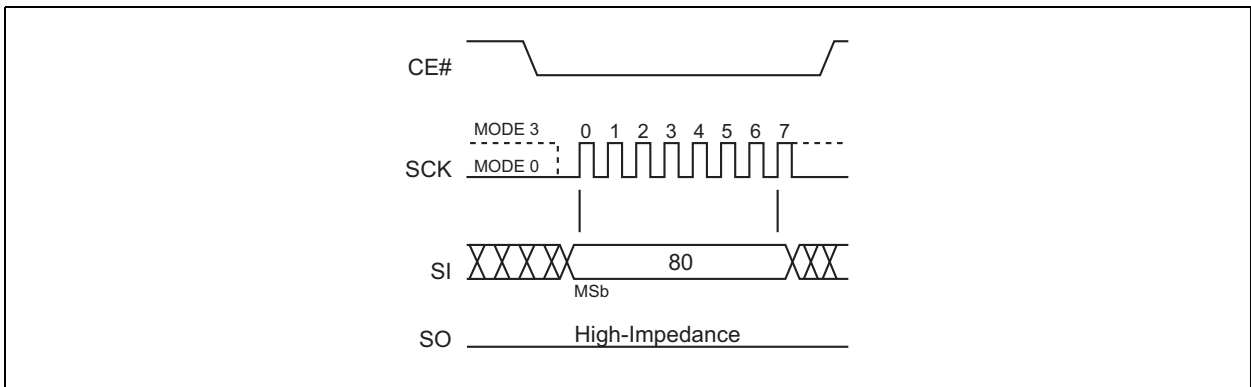 CE#
MODE 3
0 1 2 3 4 5 6 7
SCK
MODE 0
SI
80
MSb
SO
High-Impedance